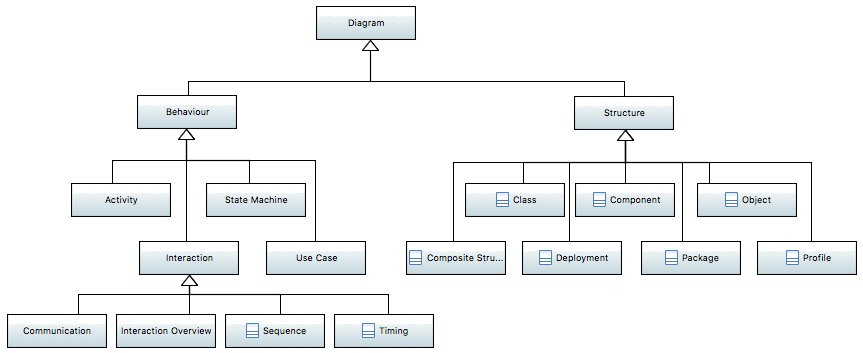 Diagram
Behaviour
Structure
Activity
State Machine
Class
Component
Object
Interaction
Use Case
Composite Stru...
Deployment
Package
Profile
Communication
Interaction Overview
Sequence
Timing